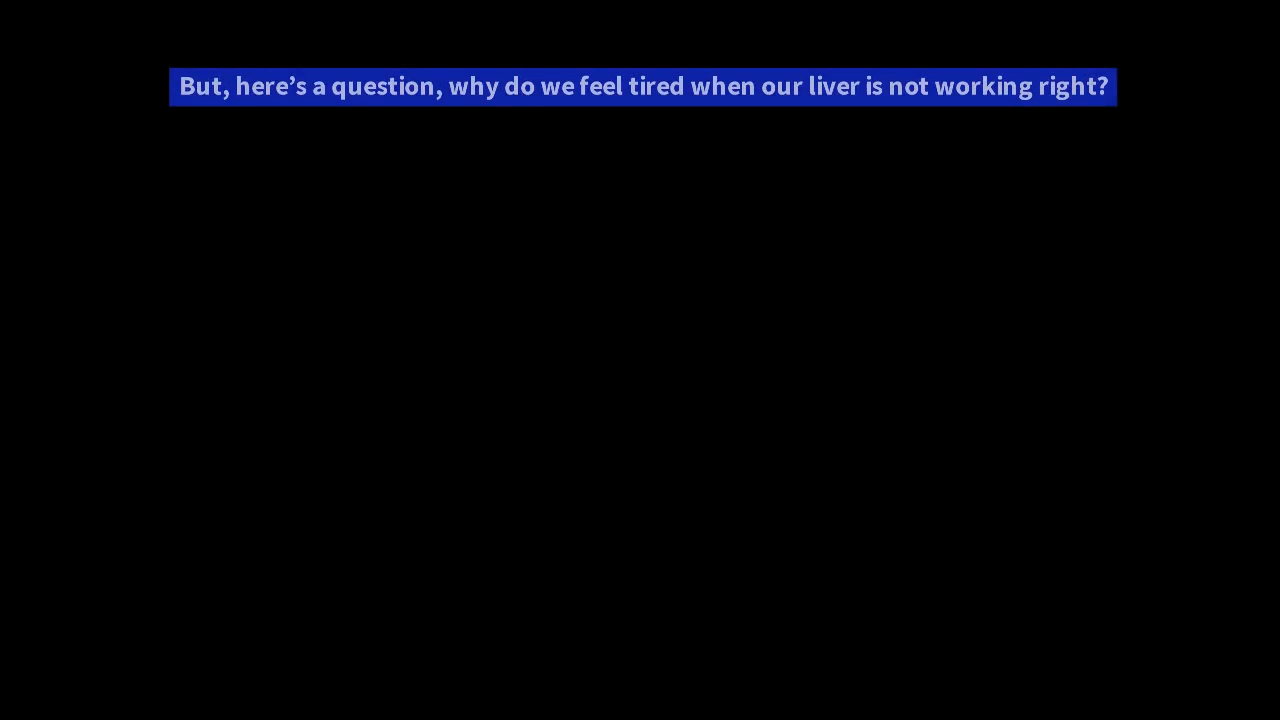 But, here’s a question, why do we feel tired when our liver is not working right?